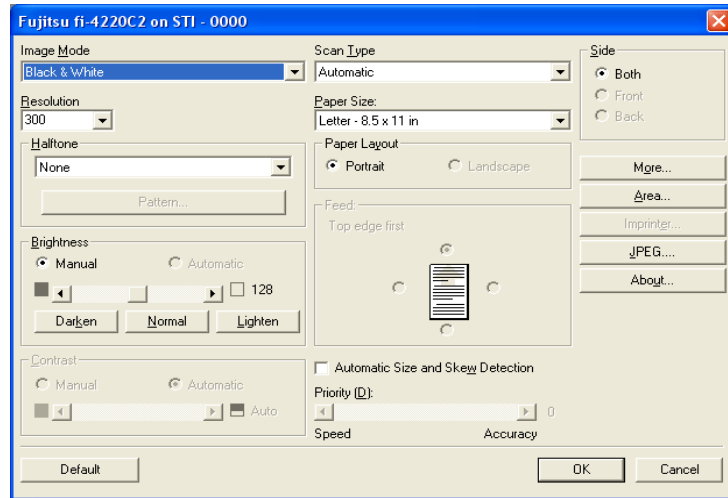 Fujitsu fi-4220C2 on STI - 0000
Image Mode
Black & White
Resolution
300
Halftone
None
Pattern...
Brightness
Manual
Automatic
128
Darken
Normal
Lighten
Contrast
Manual
Automatic
Auto
Scan Type
Automatic
Paper Size:
Letter - 8.5 x 11 in
Paper Layout
Portrait
Landscape
Feed:
Top edge first
Automatic Size and Skew Detection
Priority (D):
0
Speed
Accuracy
Side
Both
Front
Back
More...
Area...
Imprinter...
JPEG....
About...
Default
OK
Cancel